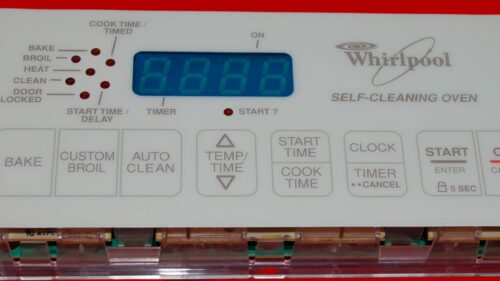 COOK TIME /
TIMED
ON
BAKE
BROIL
HEAT
CLEAN
DOOR
LOCKED
START TIME /
DELAY
TIMER
START ?
Whirlpool
SELF-CLEANING OVEN
BAKE
CUSTOM
BROIL
AUTO
CLEAN
TEMP/
TIME
START
TIME
COOK
TIME
CLOCK
TIMER
••CANCEL
START
ENTER
5 SEC